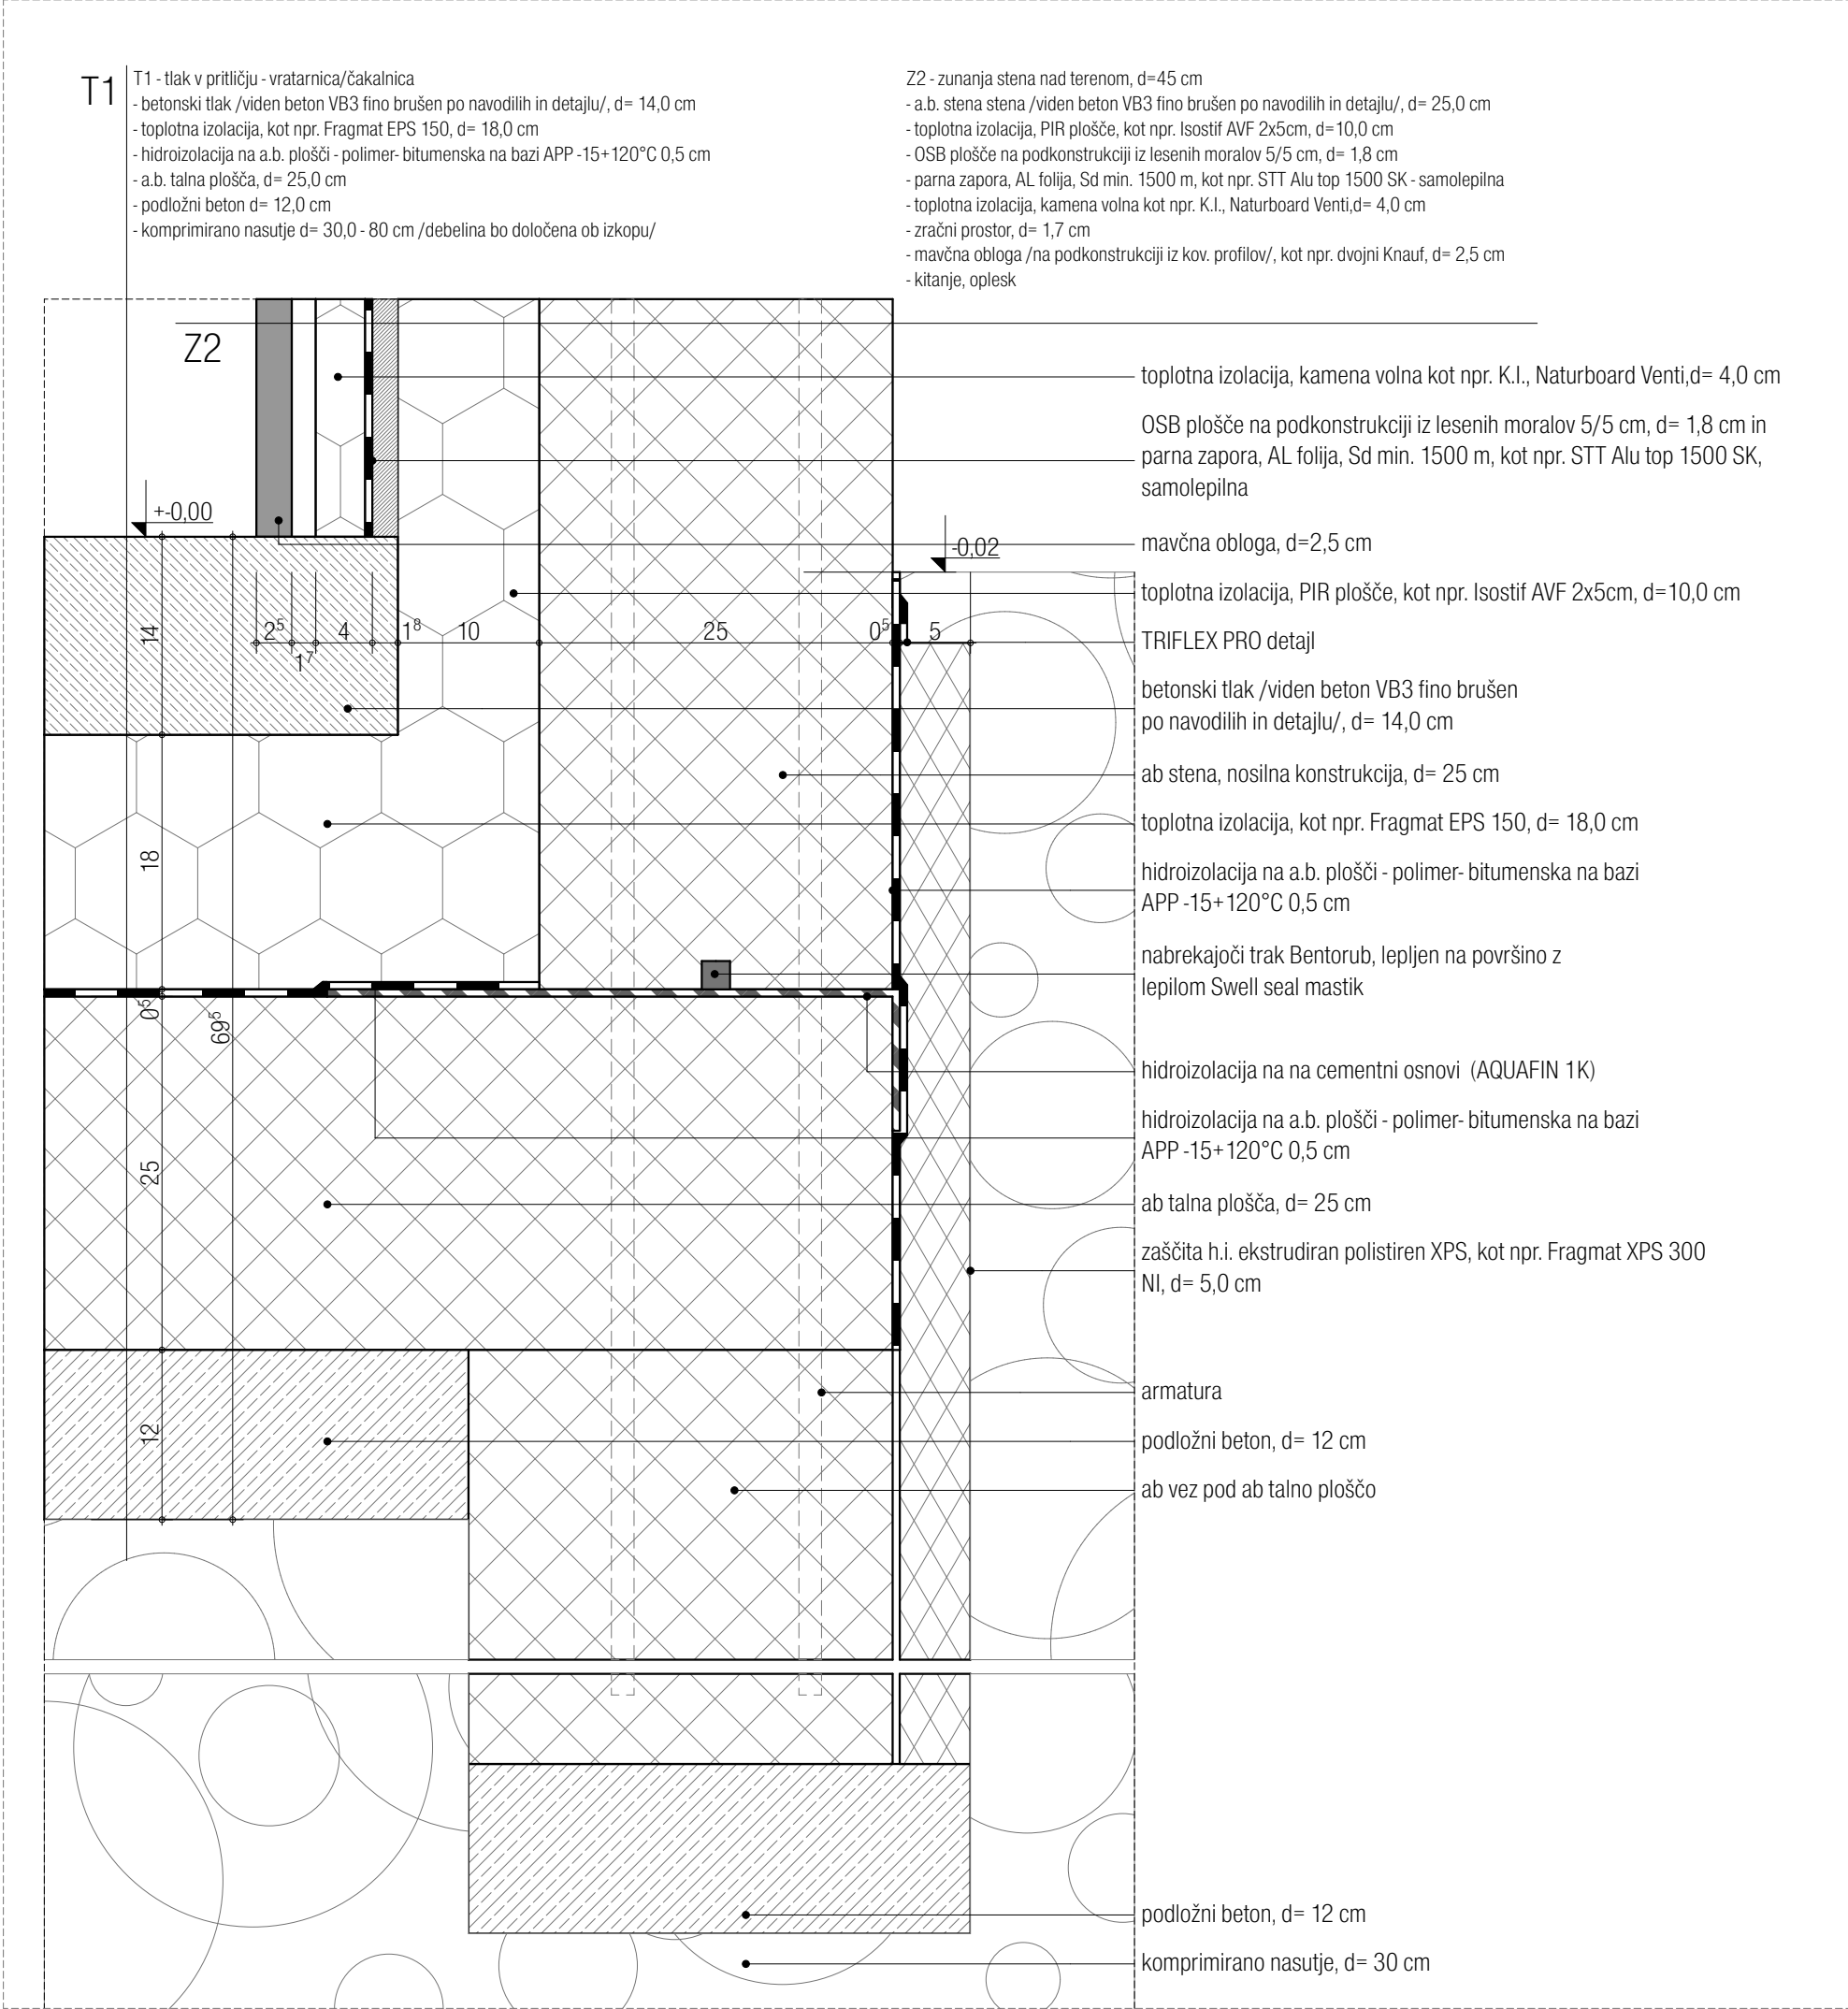 T1
T1 - tlak v pritličju - vratarnica/čakalnica
- betonski tlak /viden beton VB3 fino brušen po navodilih in detajlu/, d= 14,0 cm
- toplotna izolacija, kot npr. Fragmat EPS 150, d= 18,0 cm
- hidroizolacija na a.b. plošči - polimer- bitumenska na bazi APP -15+120°C 0,5 cm
- a.b. talna plošča, d= 25,0 cm
- podložni beton d= 12,0 cm
- komprimirano nasutje d= 30,0 - 80 cm /debelina bo določena ob izkopu/
Z2 - zunanja stena nad terenom, d=45 cm
- a.b. stena stena /viden beton VB3 fino brušen po navodilih in detajlu/, d= 25,0 cm
- toplotna izolacija, PIR plošče, kot npr. Isostif AVF 2x5cm, d=10,0 cm
- OSB plošče na podkonstrukciji iz lesenih moralov 5/5 cm, d= 1,8 cm
- parna zapora, AL folija, Sd min. 1500 m, kot npr. STT Alu top 1500 SK - samolepilna
- toplotna izolacija, kamena volna kot npr. K.I., Naturboard Venti,d= 4,0 cm
- zračni prostor, d= 1,7 cm
- mavčna obloga /na podkonstrukciji iz kov. profilov/, kot npr. dvojni Knauf, d= 2,5 cm
- kitanje, oplesk
Z2
toplotna izolacija, kamena volna kot npr. K.I., Naturboard Venti,d= 4,0 cm
OSB plošče na podkonstrukciji iz lesenih moralov 5/5 cm, d= 1,8 cm in
parna zapora, AL folija, Sd min. 1500 m, kot npr. STT Alu top 1500 SK,
samolepilna
+-0,00
mavčna obloga, d=2,5 cm
-0,02
toplotna izolacija, PIR plošče, kot npr. Isostif AVF 2x5cm, d=10,0 cm
14
2⁵
1⁷
4
1⁸
10
25
0⁵
5
TRIFLEX PRO detajl
betonski tlak /viden beton VB3 fino brušen
po navodilih in detajlu/, d= 14,0 cm
ab stena, nosilna konstrukcija, d= 25 cm
toplotna izolacija, kot npr. Fragmat EPS 150, d= 18,0 cm
18
hidroizolacija na a.b. plošči - polimer- bitumenska na bazi
APP -15+120°C 0,5 cm
nabrekajoči trak Bentorub, lepljen na površino z
lepilom Swell seal mastik
0⁵
69⁵
hidroizolacija na na cementni osnovi (AQUAFIN 1K)
hidroizolacija na a.b. plošči - polimer- bitumenska na bazi
APP -15+120°C 0,5 cm
25
ab talna plošča, d= 25 cm
zaščita h.i. ekstrudiran polistiren XPS, kot npr. Fragmat XPS 300
NI, d= 5,0 cm
armatura
12
podložni beton, d= 12 cm
ab vez pod ab talno ploščo
podložni beton, d= 12 cm
komprimirano nasutje, d= 30 cm